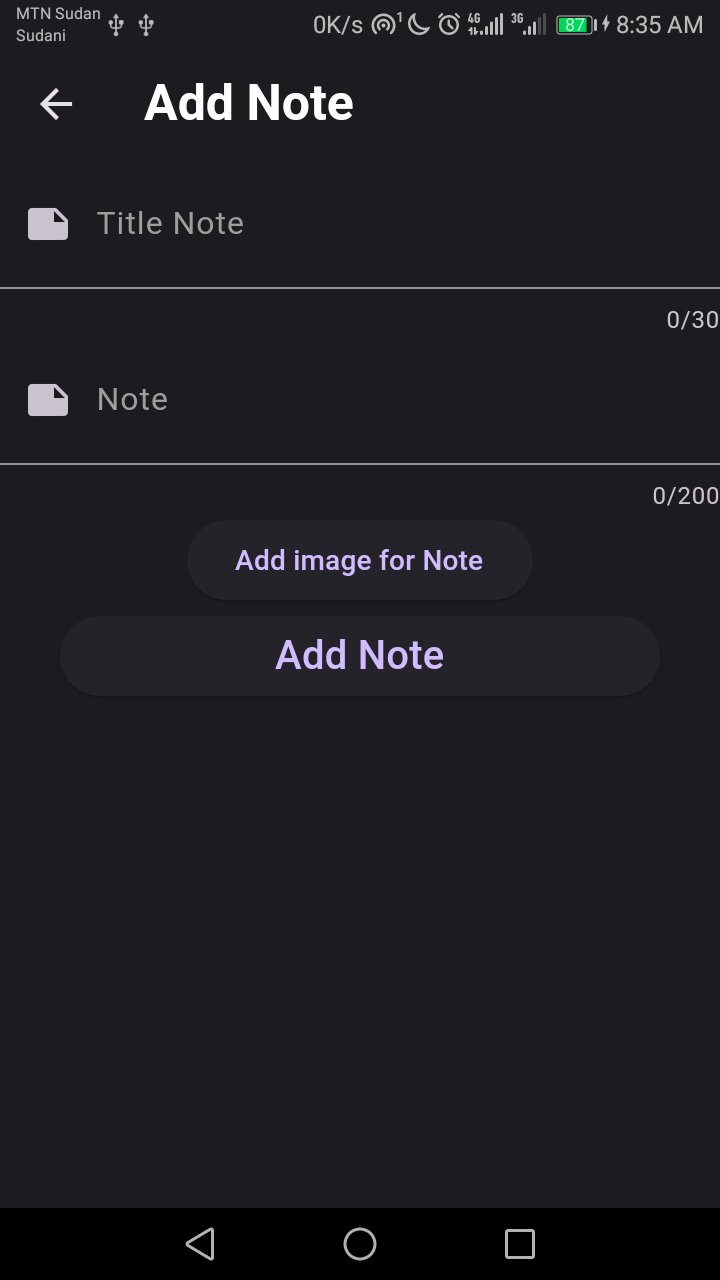 MTN Sudan
Sudani
0K/s 1 4G 3G 87 8:35 AM
Add Note
Title Note
0/30
Note
0/200
Add image for Note
Add Note